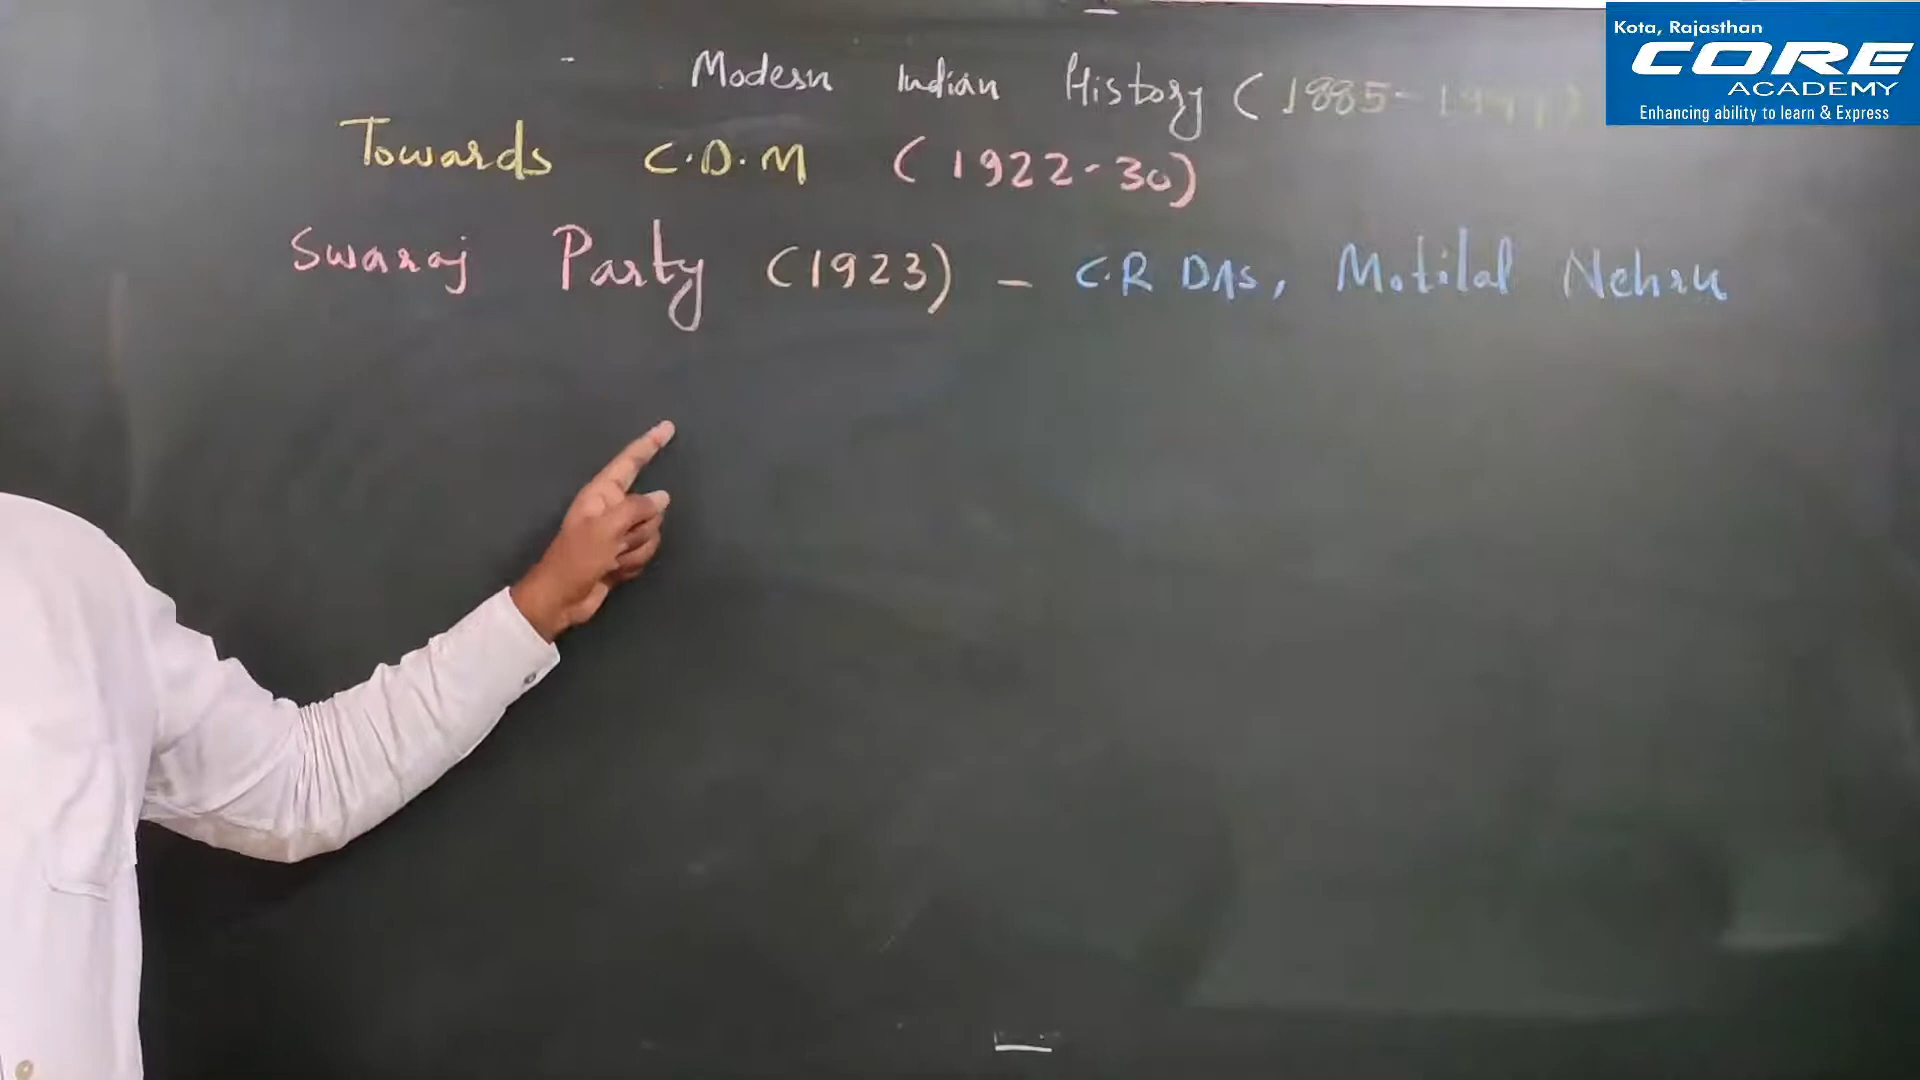 Modern Indian History (1885-
Towards C.D.M (1922-30)
Swaraj Party (1923) - C.R DAS, Motilal Nehru
Kota, Rajasthan
CORE
ACADEMY
Enhancing ability to learn & Express